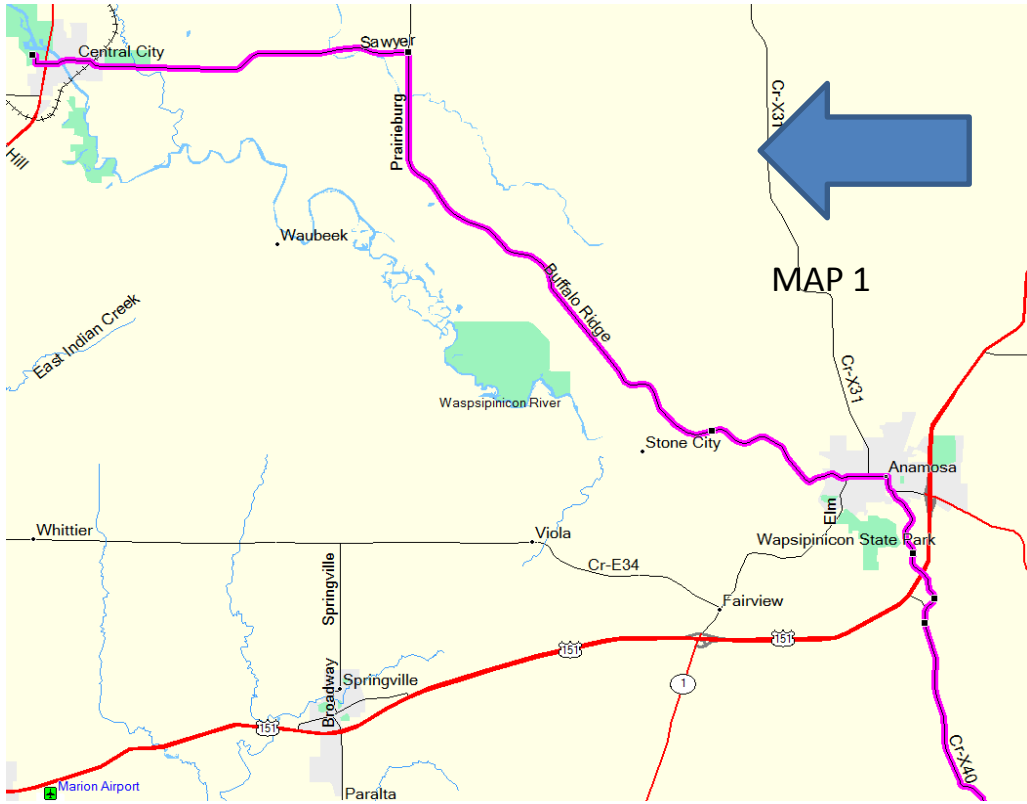 Central City
Sawyer
Cr-X31
Prairieburg
Hill
Waubeek
Buffalo Ridge
MAP 1
East Indian Creek
Cr-X31
Waspsipinicon River
Stone City
Anamosa
Elm
Whittier
Viola
Wapsipinicon State Park
Cr-E34
Springville
Fairview
151
151
1
Broadway
Springville
151
Cr-X40
Marion Airport
Paralta